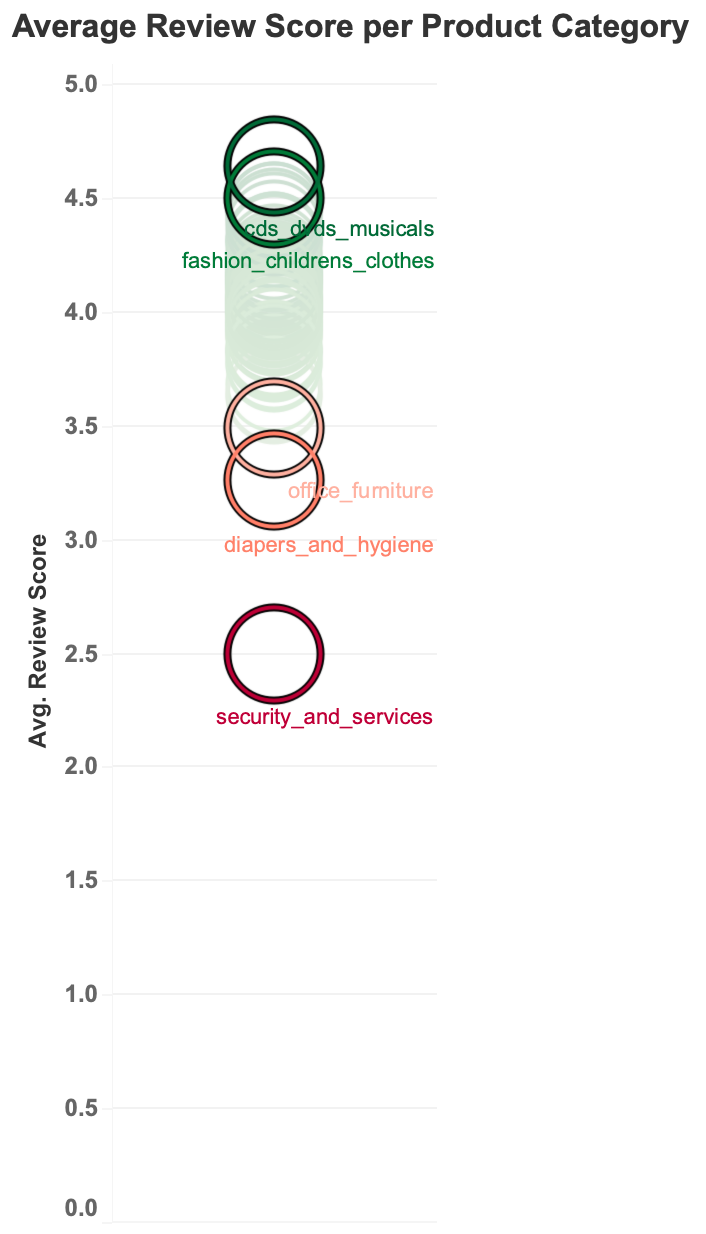 Average Review Score per Product Category
5.0
4.5
cds_dvds_musicals
fashion_childrens_clothes
4.0
3.5
office_furniture
3.0
diapers_and_hygiene
Avg. Review Score
2.5
security_and_services
2.0
1.5
1.0
0.5
0.0